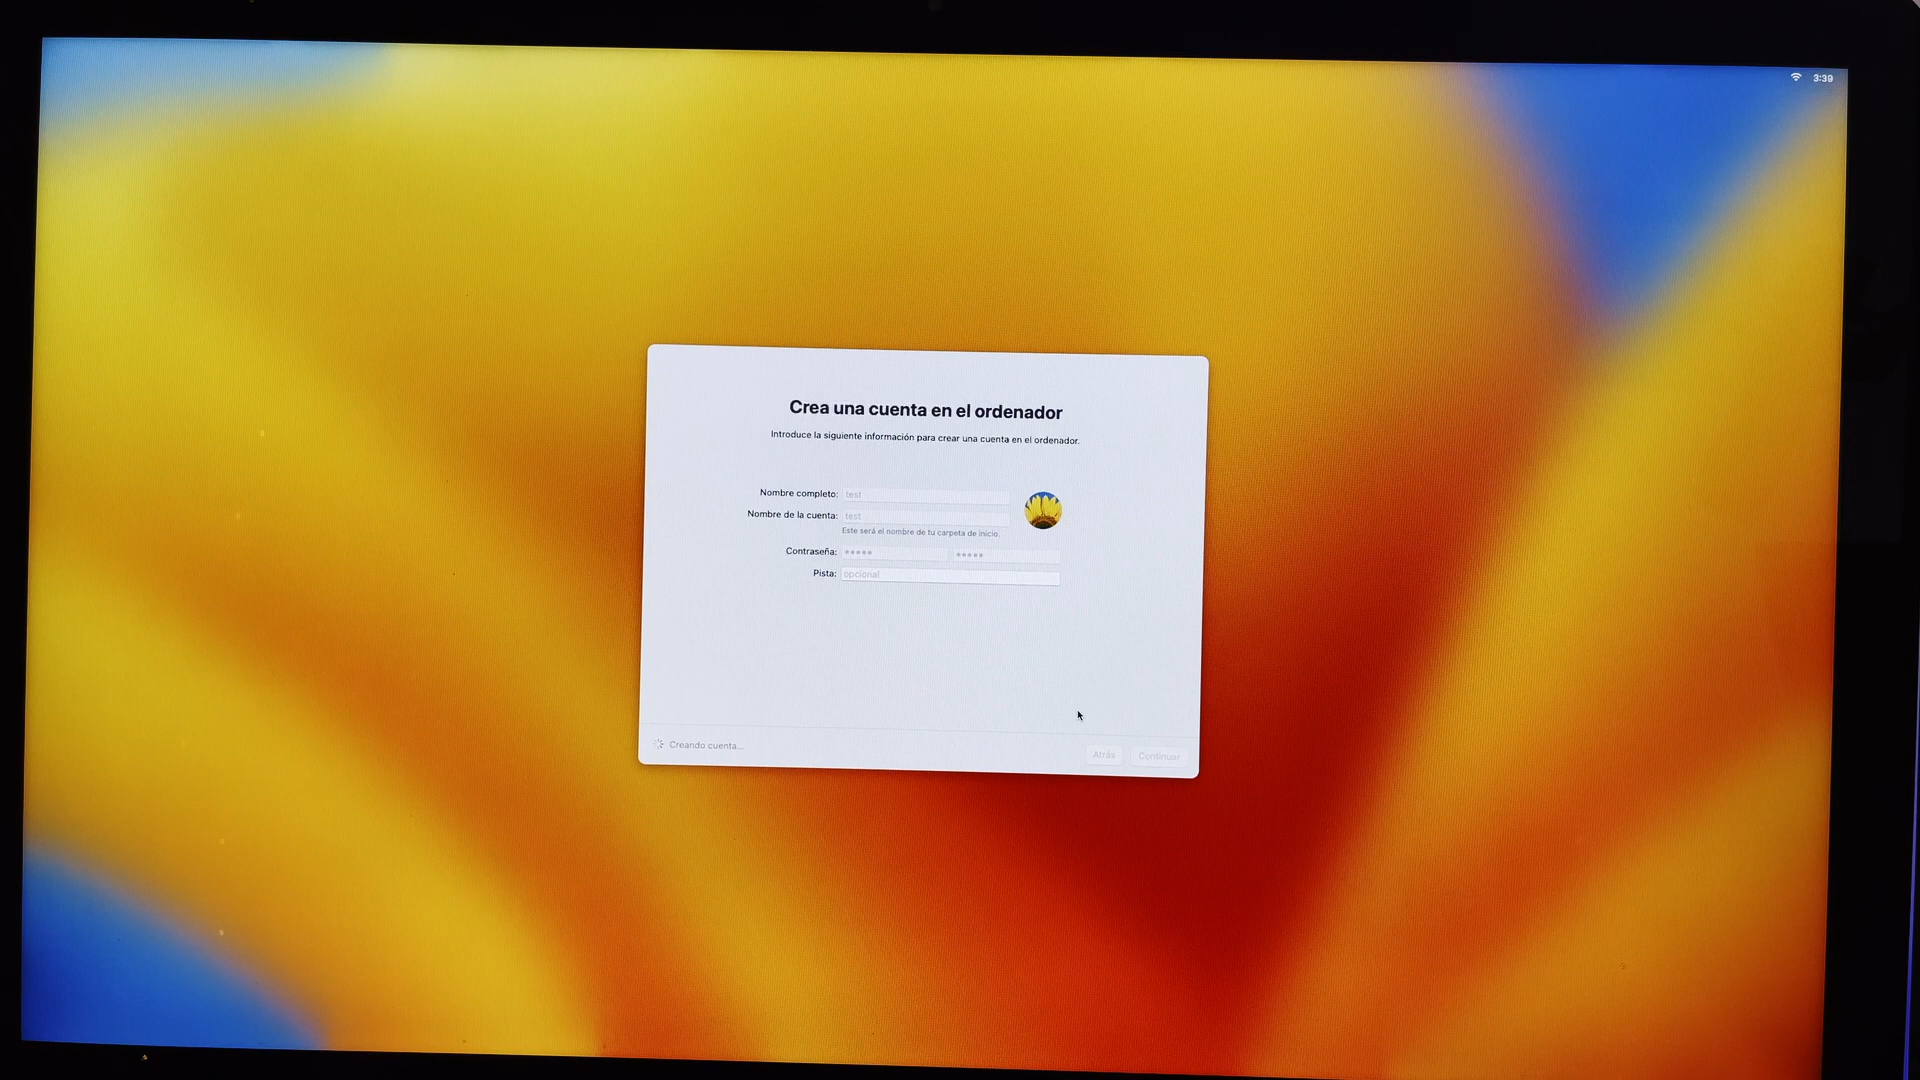 3:39
Crea una cuenta en el ordenador
Introduce la siguiente información para crear una cuenta en el ordenador.
Nombre completo: test
Nombre de la cuenta: test
Este será el nombre de tu carpeta de inicio.
Contraseña: ●●●●● ●●●●●
Pista: opcional
Creando cuenta...
Atrás Continuar